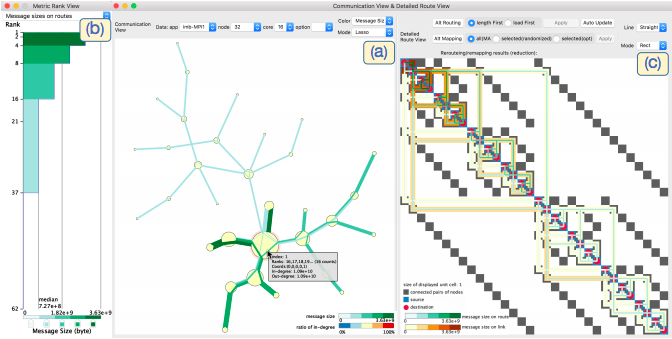 Metric Rank View
Message sizes on routes
Rank
(b)
1
2
4
8
16
21
37
62
median
7.27e+8
0 1.82e+9 3.63e+9
Message Size (byte)
Communication View & Detailed Route View
Communication View
Data: app imb-MPI1 node 32 core 16 option
Color Message Siz
Mode Lasso
(a)
Index: 1
Ranks: 16,17,18,19... (16 counts)
Coords:(0,0,0,0,1)
In-degree: 1.09e+10
Out-degree: 1.09e+10
message size
0 3.63e+9
ratio of in-degree
0% 100%
Detailed Route View
Alt Routing length First load First Apply Auto Update
Alt Mapping all(MA selected(randomized) selected(opt) Apply
Line Straight
Mode Rect
Rerouteing/remapping results (reduction):
(c)
size of displayed unit cell: 1
connected pairs of nodes
source
destination
message size on route
0 3.63e+9
message size on link
0 3.63e+9